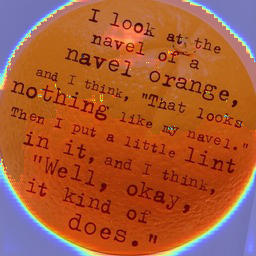 I look at the
navel of a
navel orange,
and I think, "That looks
nothing like my navel."
Then I put a little lint
in it, and I think,
"Well, okay,
it kind of
does."